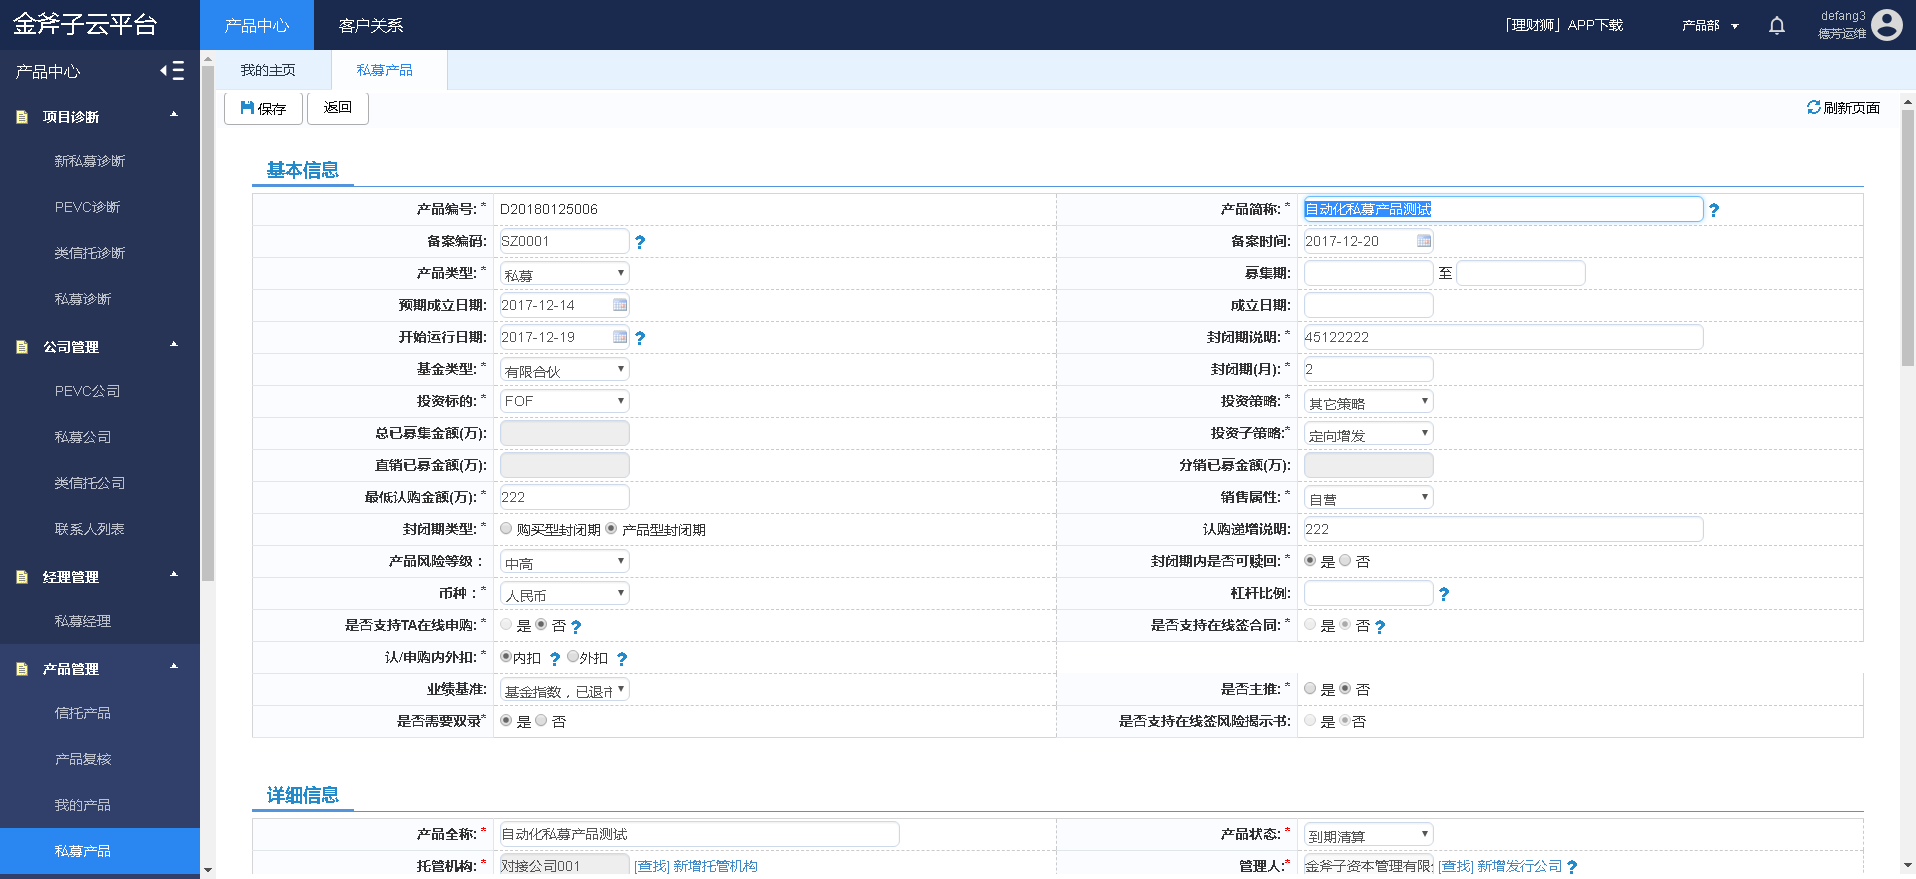 金斧子云平台
产品中心
客户关系
「理财狮」APP下载
产品部
defang3
德芳运维
产品中心
项目诊断
新私募诊断
PEVC诊断
类信托诊断
私募诊断
公司管理
PEVC公司
私募公司
类信托公司
联系人列表
经理管理
私募经理
产品管理
信托产品
产品复核
我的产品
私募产品
我的主页
私募产品
保存
返回
刷新页面
基本信息
产品编号: * D20180125006
产品简称: * 自动化私募产品测试 ?
备案编码: SZ0001 ?
备案时间: 2017-12-20
产品类型: * 私募
募集期: 至
预期成立日期: 2017-12-14
成立日期:
开始运行日期: 2017-12-19 ?
封闭期说明: * 45122222
基金类型: * 有限合伙
封闭期(月): * 2
投资标的: * FOF
投资策略: * 其它策略
总已募集金额(万):
投资子策略:* 定向增发
直销已募金额(万):
分销已募金额(万):
最低认购金额(万): * 222
销售属性: * 自营
封闭期类型: * 购买型封闭期 产品型封闭期
认购递增说明: 222
产品风险等级 : 中高
封闭期内是否可赎回: * 是 否
币种 : * 人民币
杠杆比例: ?
是否支持TA在线申购: * 是 否 ?
是否支持在线签合同: * 是 否 ?
认/申购内外扣: * 内扣 ? 外扣 ?
业绩基准: 基金指数，已退市
是否主推: * 是 否
是否需要双录* 是 否
是否支持在线签风险揭示书: 是 否
详细信息
产品全称: * 自动化私募产品测试
产品状态: * 到期清算
托管机构: * 对接公司001 [查找] 新增托管机构
管理人:* 金斧子资本管理有限 [查找] 新增发行公司 ?